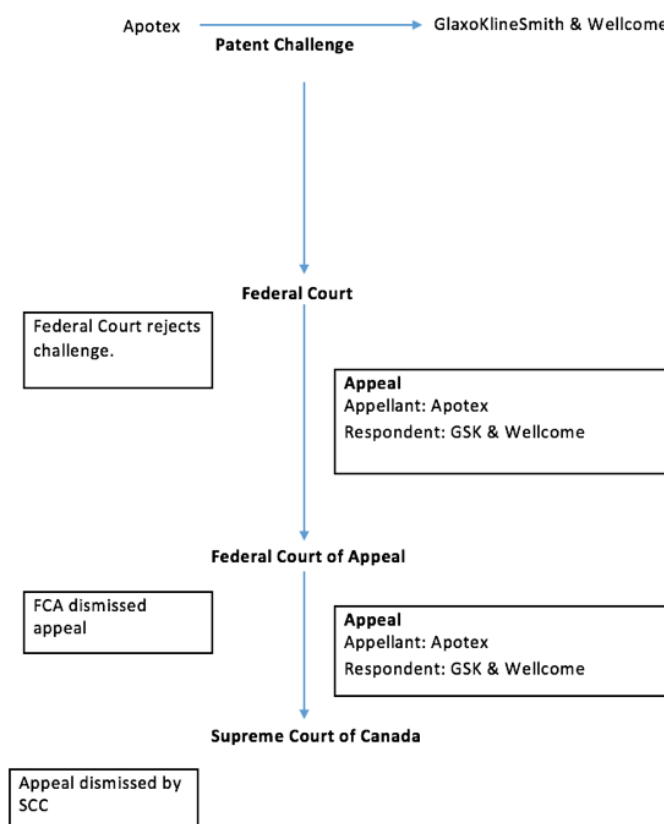 Apotex
GlaxoKlineSmith & Wellcome
Patent Challenge
Federal Court
Federal Court rejects
challenge.
Appeal
Appellant: Apotex
Respondent: GSK & Wellcome
Federal Court of Appeal
FCA dismissed
appeal
Appeal
Appellant: Apotex
Respondent: GSK & Wellcome
Supreme Court of Canada
Appeal dismissed by
SCC